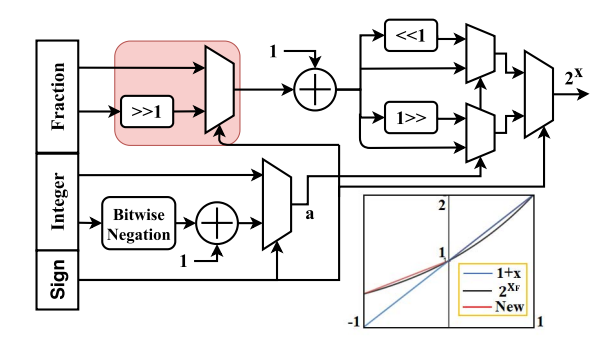 Fraction
>>1
1
<<1
1>>
2^X
Integer
Bitwise
Negation
1
a
Sign
2
1
-1
1
1+x
2^XF
New